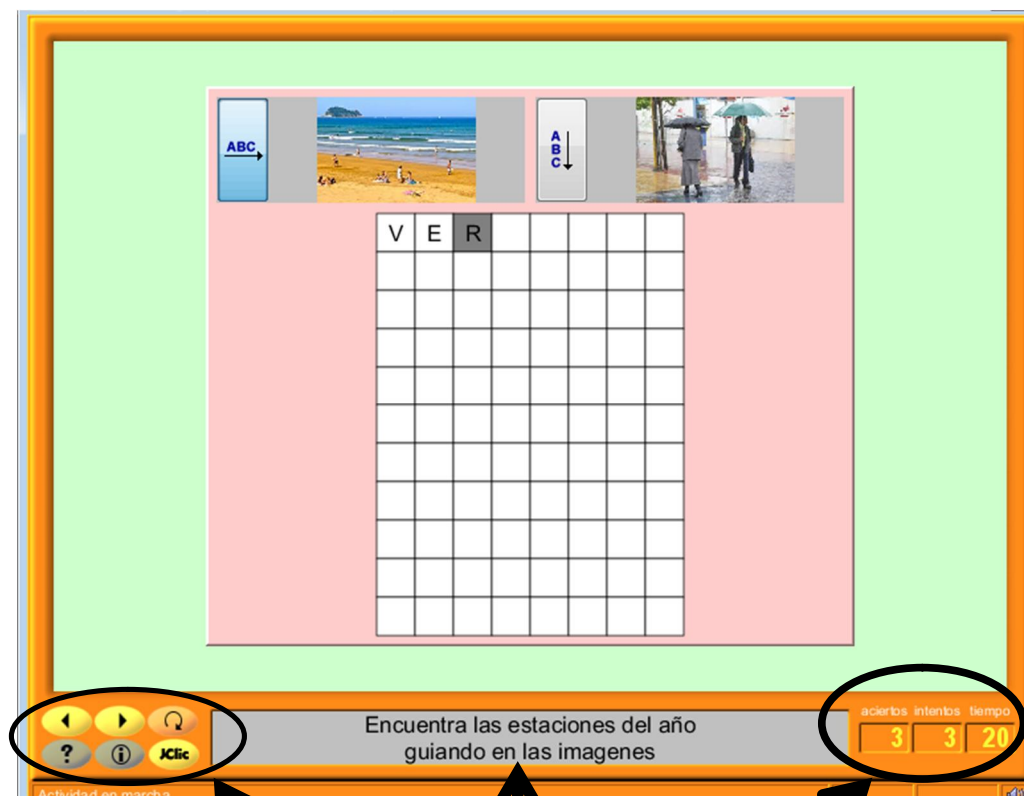 ABC
A
B
C
V E R
Encuentra las estaciones del año
guiando en las imagenes
aciertos intentos tiempo
3 3 20
?
i
JClic
Actividad en marcha